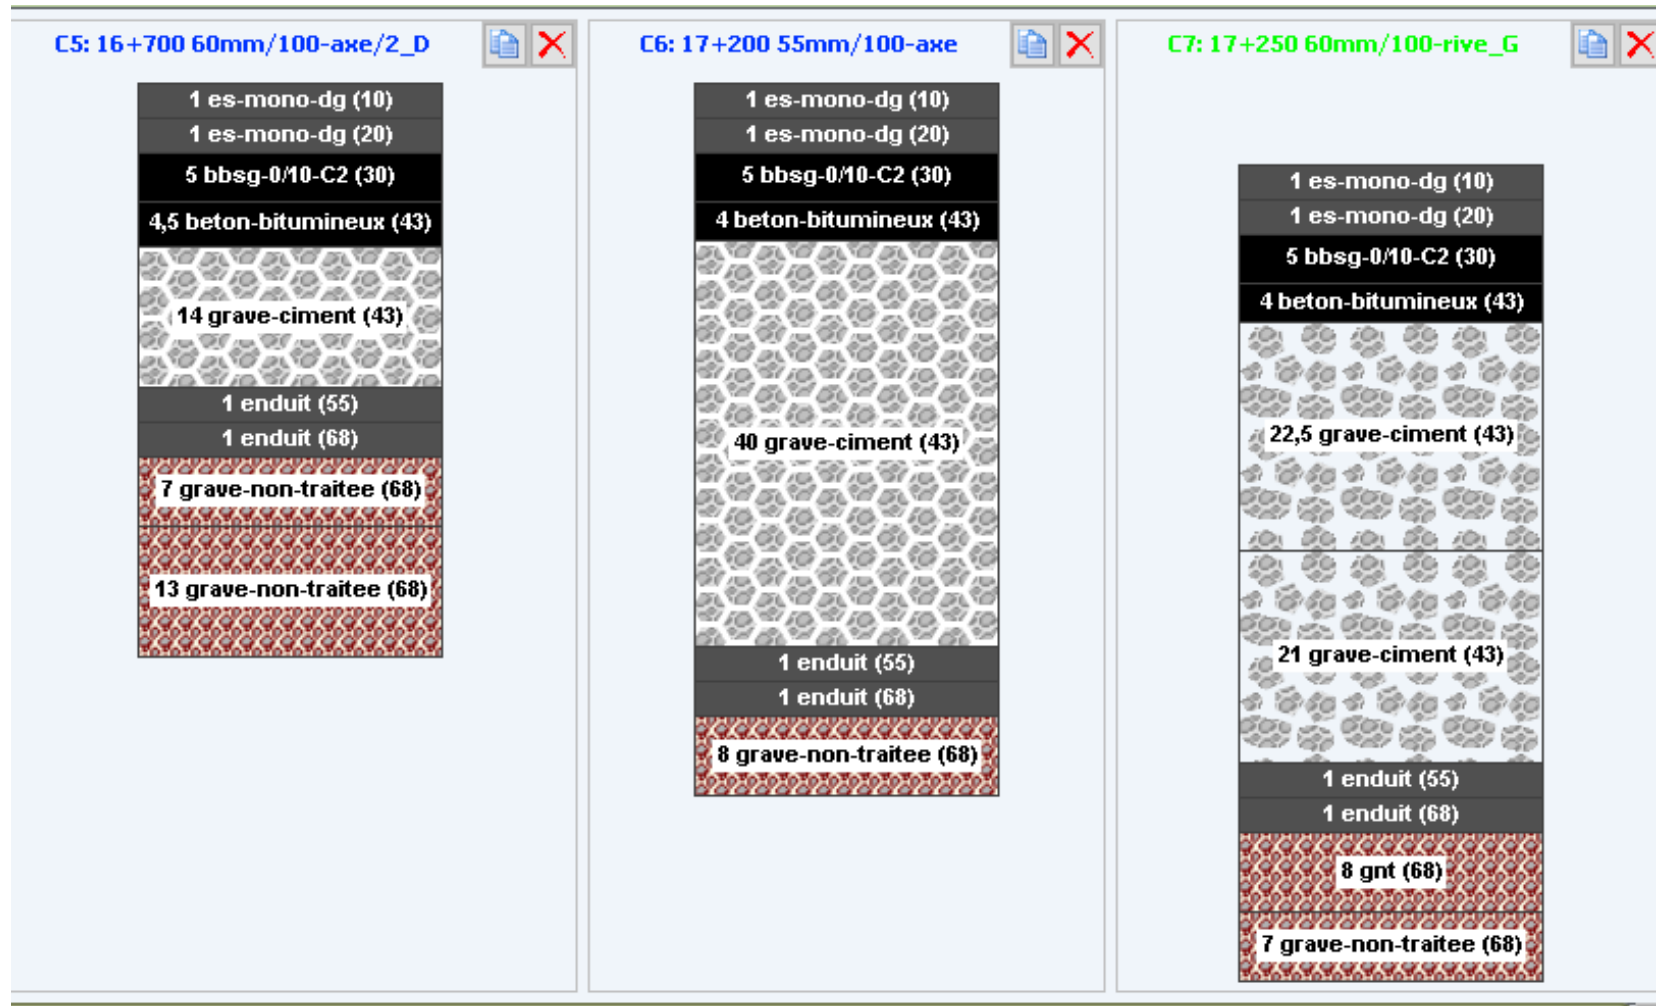 C5: 16+700 60mm/100-axe/2_D
1 es-mono-dg (10)
1 es-mono-dg (20)
5 bbsg-0/10-C2 (30)
4,5 beton-bitumineux (43)
14 grave-ciment (43)
1 enduit (55)
1 enduit (68)
7 grave-non-traitee (68)
13 grave-non-traitee (68)
C6: 17+200 55mm/100-axe
1 es-mono-dg (10)
1 es-mono-dg (20)
5 bbsg-0/10-C2 (30)
4 beton-bitumineux (43)
40 grave-ciment (43)
1 enduit (55)
1 enduit (68)
8 grave-non-traitee (68)
C7: 17+250 60mm/100-rive_G
1 es-mono-dg (10)
1 es-mono-dg (20)
5 bbsg-0/10-C2 (30)
4 beton-bitumineux (43)
22,5 grave-ciment (43)
21 grave-ciment (43)
1 enduit (55)
1 enduit (68)
8 gnt (68)
7 grave-non-traitee (68)